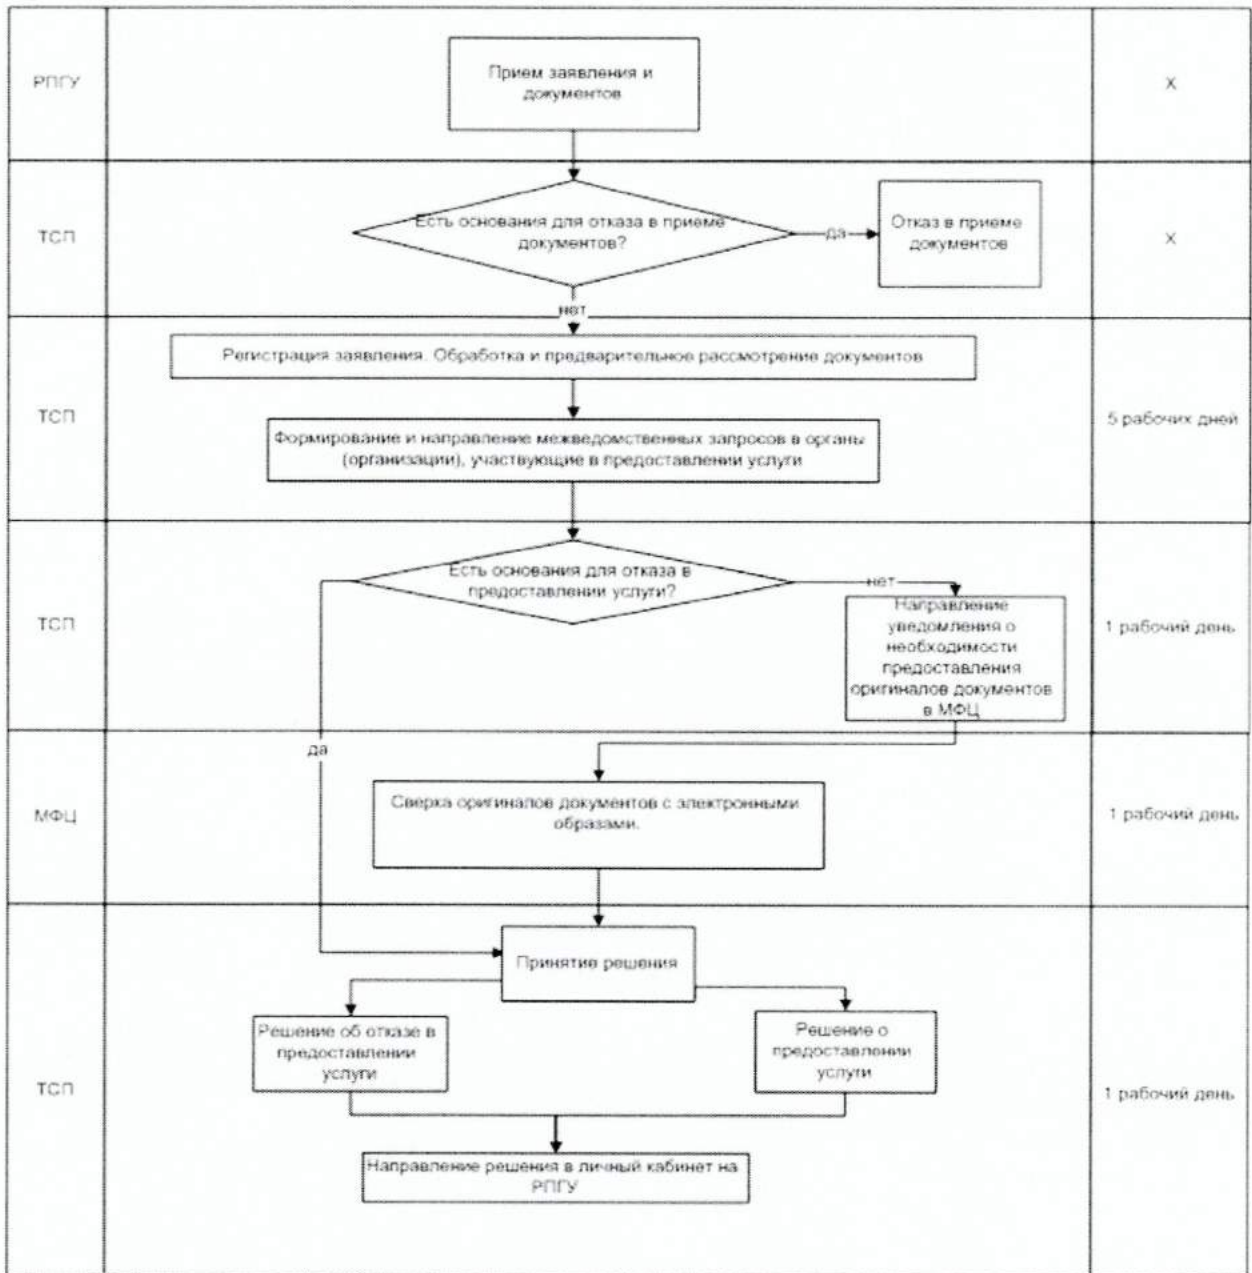 РПГУ
Прием заявления и
документов
X
ТСП
Есть основания для отказа в приеме
документов?
да
Отказ в приеме
документов
X
нет
ТСП
Регистрация заявления. Обработка и предварительное рассмотрение документов
Формирование и направление межведомственных запросов в органы
(организации), участвующие в предоставлении услуги
5 рабочих дней
ТСП
Есть основания для отказа в
предоставлении услуги?
нет
Направление
уведомления о
необходимости
предоставления
оригиналов документов
в МФЦ
1 рабочий день
да
МФЦ
Сверка оригиналов документов с электронными
образами.
1 рабочий день
ТСП
Принятие решения
Решение об отказе в
предоставлении
услуги
Решение о
предоставлении
услуги
Направление решения в личный кабинет на
РПГУ
1 рабочий день